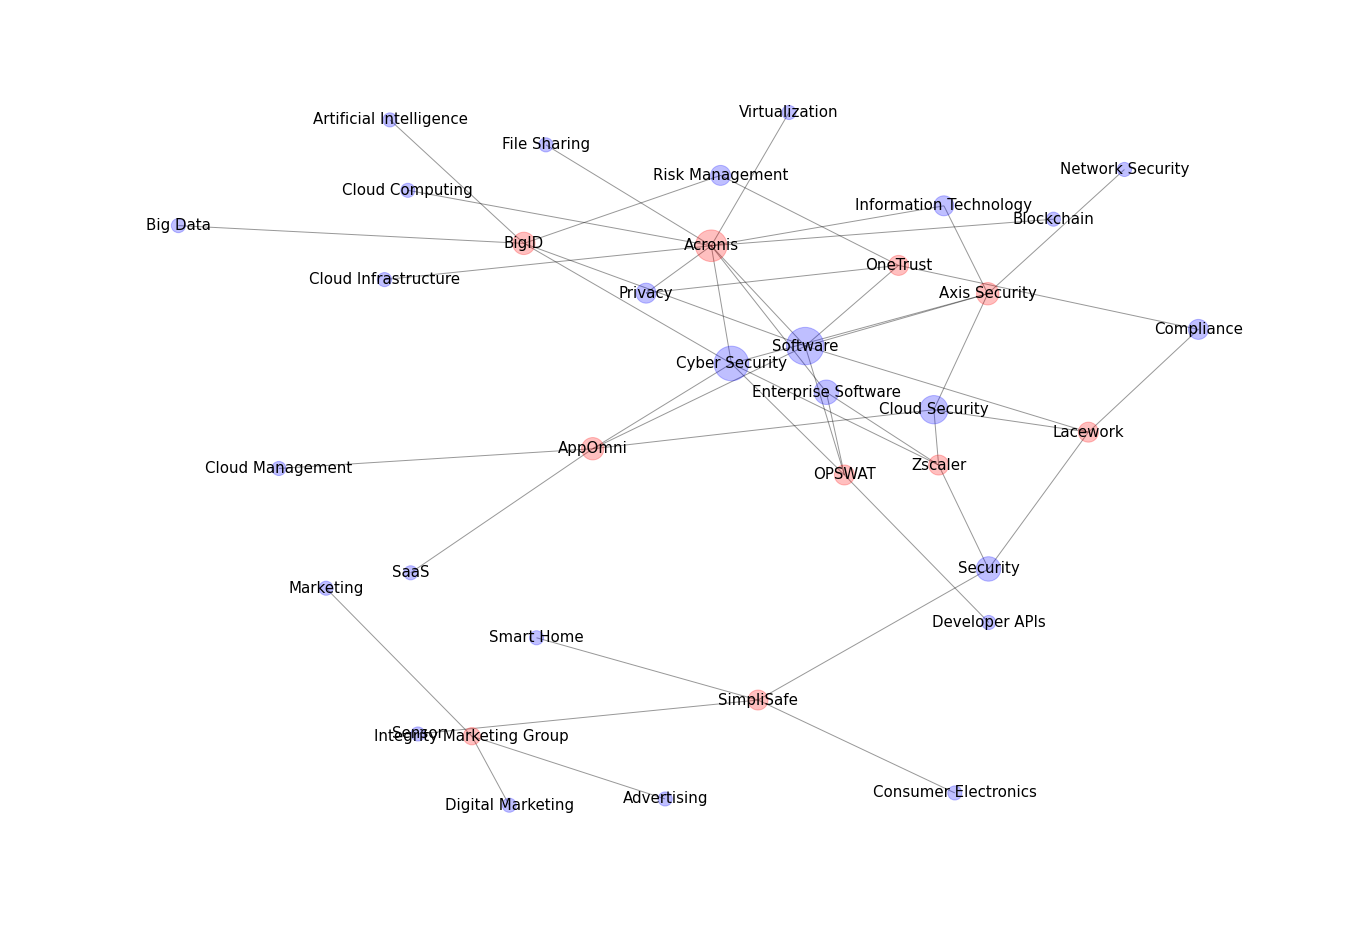 Virtualization
Artificial Intelligence
File Sharing
Network Security
Risk Management
Cloud Computing
Information Technology
Blockchain
Big Data
BigID
Acronis
OneTrust
Cloud Infrastructure
Privacy
Axis Security
Compliance
Software
Cyber Security
Enterprise Software
Cloud Security
Lacework
AppOmni
Zscaler
Cloud Management
OPSWAT
Security
SaaS
Marketing
Developer APIs
Smart Home
SimpliSafe
Sensor
Integrity Marketing Group
Consumer Electronics
Advertising
Digital Marketing